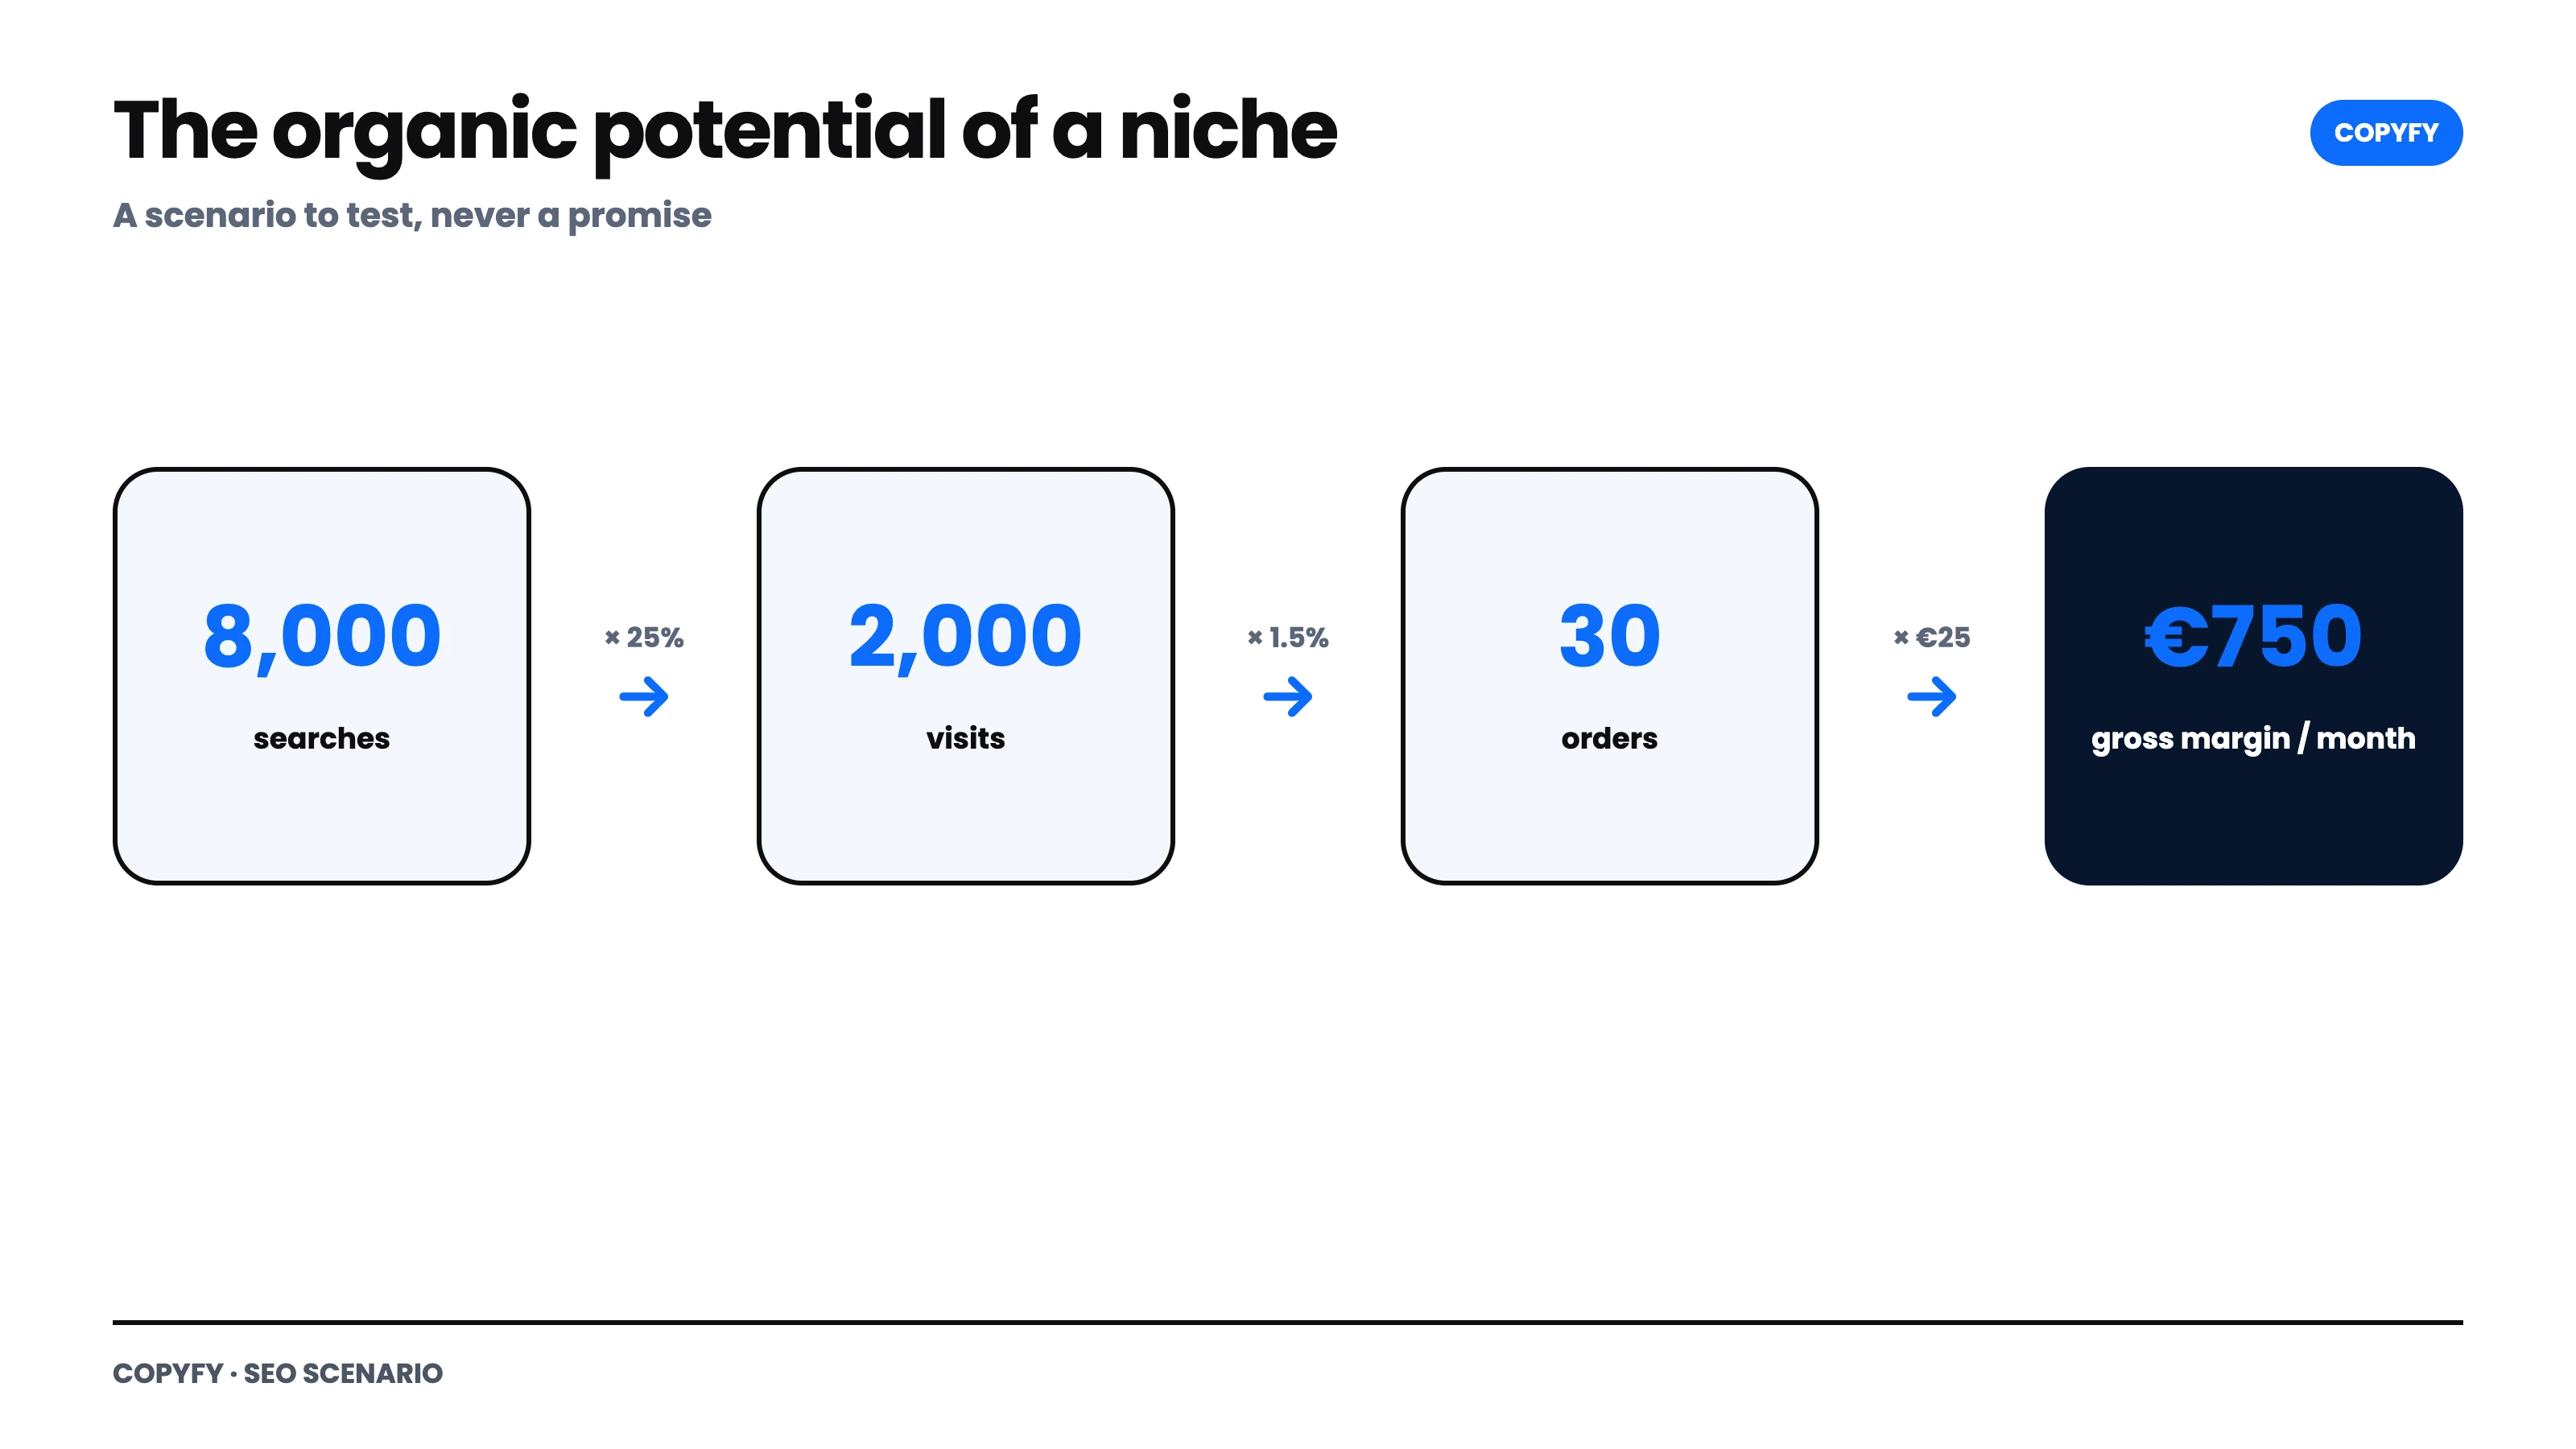 The organic potential of a niche
COPYFY
A scenario to test, never a promise
8,000
searches
× 25%
→
2,000
visits
× 1.5%
→
30
orders
× €25
→
€750
gross margin / month
COPYFY · SEO SCENARIO